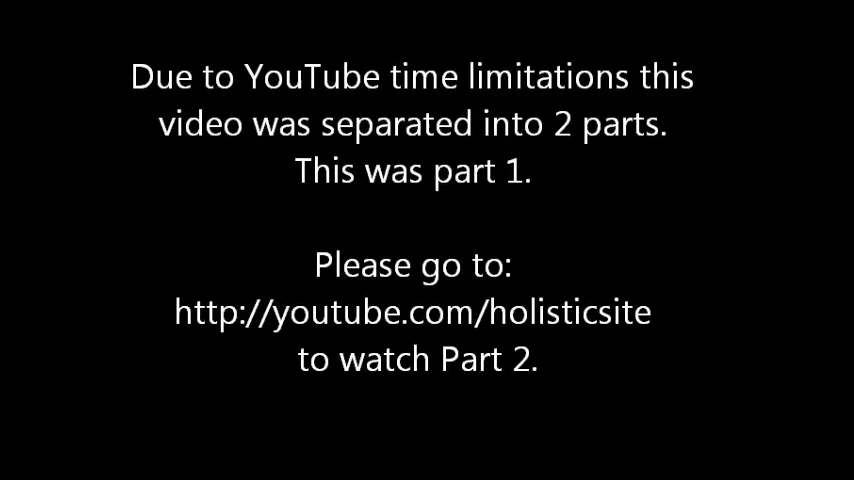 Due to YouTube time limitations this
video was separated into 2 parts.
This was part 1.
Please go to:
http://youtube.com/holisticsite
to watch Part 2.